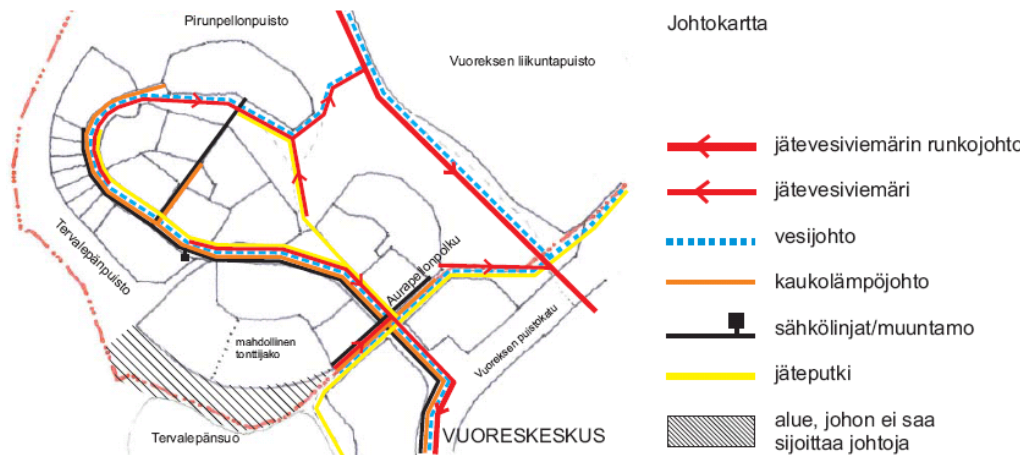 Pirunpellonpuisto
Vuoreksen liikuntapuisto
Tervalepänpuisto
Aurapellonpolku
mahdollinen
tonttijako
Vuoreksen puistokatu
Tervalepänsuo
VUORESKESKUS
Johtokartta
jätevesiviemärin runkojohto
jätevesiviemäri
vesijohto
kaukolämpöjohto
sähkölinjat/muuntamo
jäteputki
alue, johon ei saa
sijoittaa johtoja